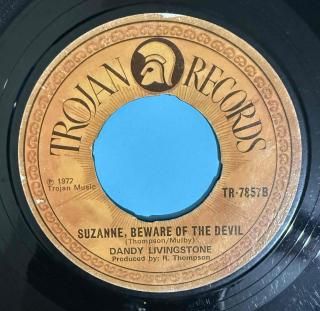 TROJAN RECORDS
℗ 1972
Trojan Music
TR-7857B
SUZANNE, BEWARE OF THE DEVIL
(Thompson/Mulby)
DANDY LIVINGSTONE
Produced by: R. Thompson